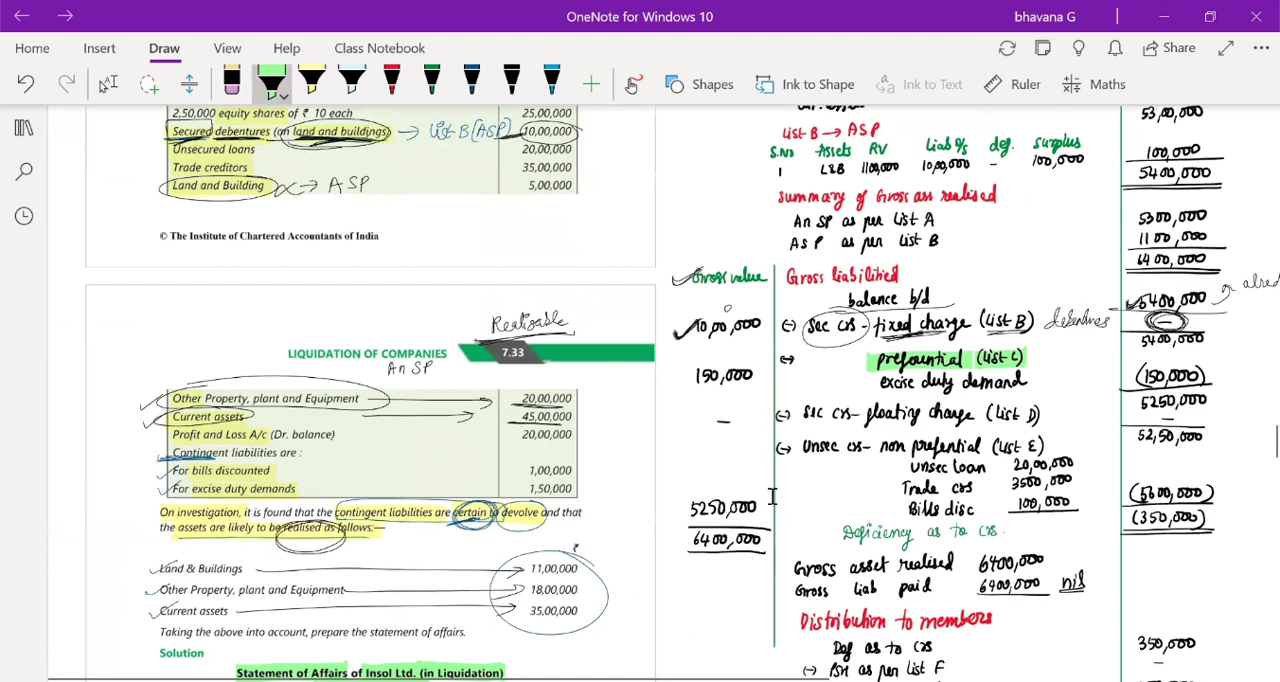 OneNote for Windows 10
bhavana G
Home Insert Draw View Help Class Notebook
Share
Shapes Ink to Shape Ink to Text Ruler Maths
2,50,000 equity shares of ₹ 10 each 25,00,000
Secured debentures (on land and buildings) → List B (ASP) 10,00,000
Unsecured loans 20,00,000
Trade creditors 35,00,000
Land and Building → ASP 5,00,000
© The Institute of Chartered Accountants of India
Realisable
LIQUIDATION OF COMPANIES 7.33
AnSP
Other Property, plant and Equipment 20,00,000
Current assets 45,00,000
Profit and Loss A/c (Dr. balance) 20,00,000
Contingent liabilities are :
For bills discounted 1,00,000
For excise duty demands 1,50,000
On investigation, it is found that the contingent liabilities are certain to devolve and that
the assets are likely to be realised as follows:-
₹
Land & Buildings 11,00,000
Other Property, plant and Equipment 18,00,000
Current assets 35,00,000
Taking the above into account, prepare the statement of affairs.
Solution
Statement of Affairs of Insol Ltd. (in Liquidation)
53,00,000
List B → ASP
S.No Assets RV Liab o/s def. Surplus 100,000
1 L&B 1100,000 10,00,000 - 100,000
5400,000
Summary of Gross ass realised
AnSP as per List A 5300,000
ASP as per List B 1100,000
6400,000
Gross value Gross liabilities
balance b/d 5400,000
10,00,000 (-) Sec crs - fixed charge (List B) debentures -
5400,000
(-) prefrountial (List C)
150,000 excise duty demand (150,000)
5250,000
- (-) Sec crs - floating charge (List D) -
52,50,000
(-) Unsec crs - non prefential (List E)
Unsec loan 20,00,000
Trade crs 3500,000
5250,000 Bills disc 100,000 (5600,000)
6400,000 (350,000)
Deficiency as to crs.
Gross asset realised 6400,000
Gross liab paid 6400,000 nil
Distribution to members
Def as to crs 350,000
(-) as per List F -